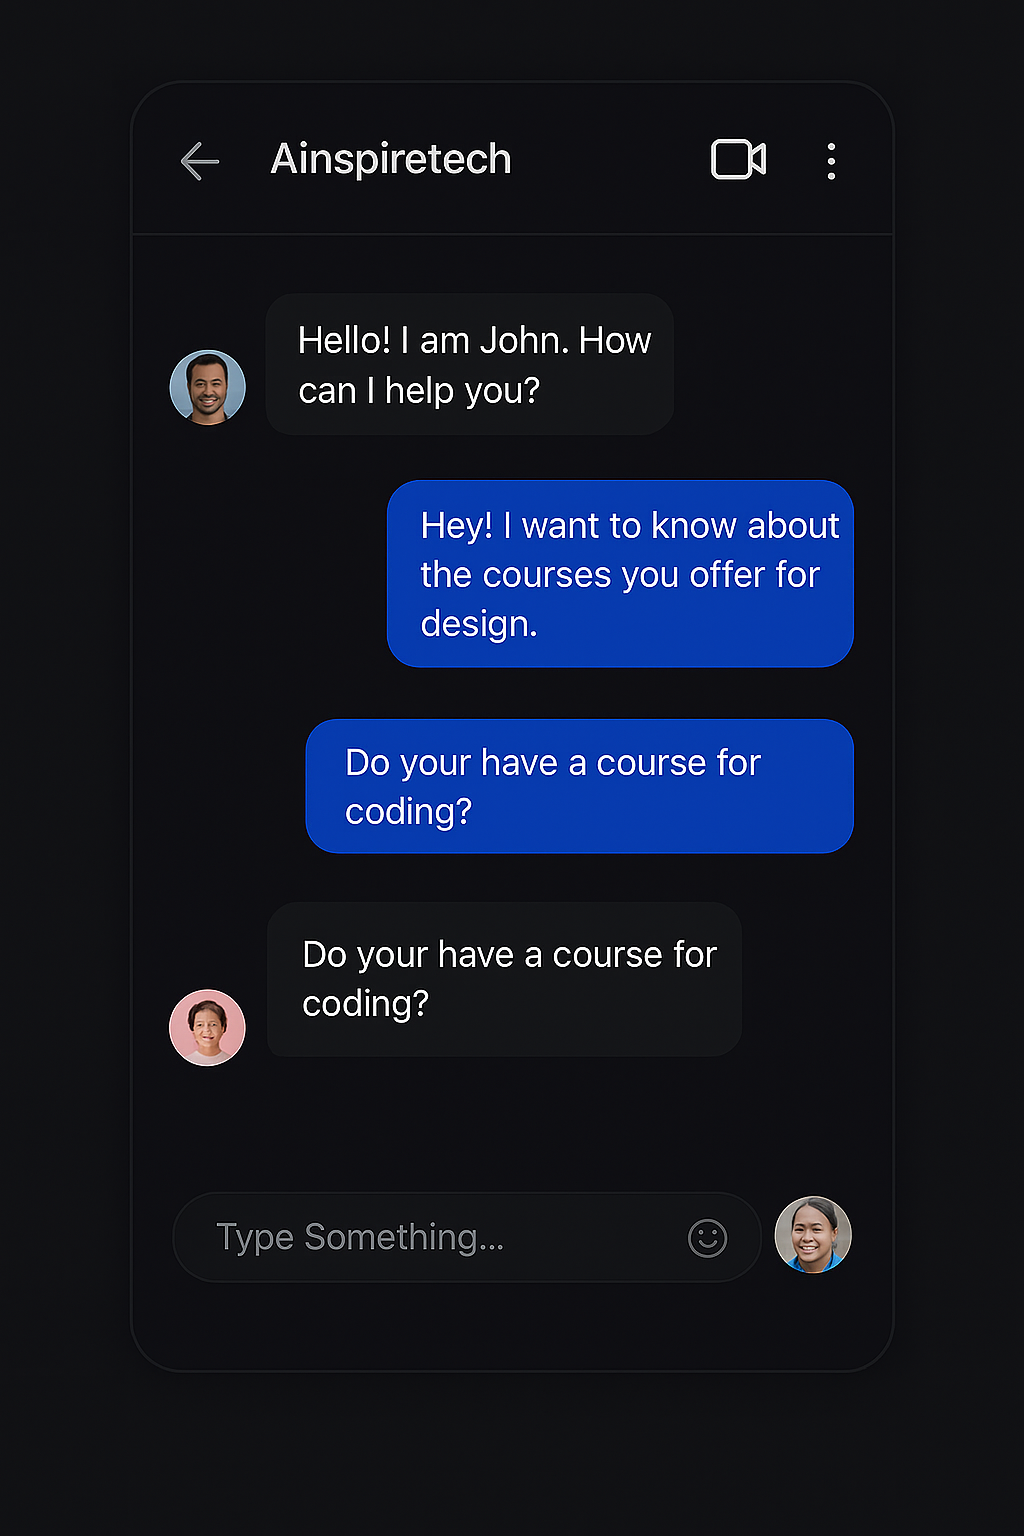 Ainspiretech
Hello! I am John. How
can I help you?
Hey! I want to know about
the courses you offer for
design.
Do your have a course for
coding?
Do your have a course for
coding?
Type Something...